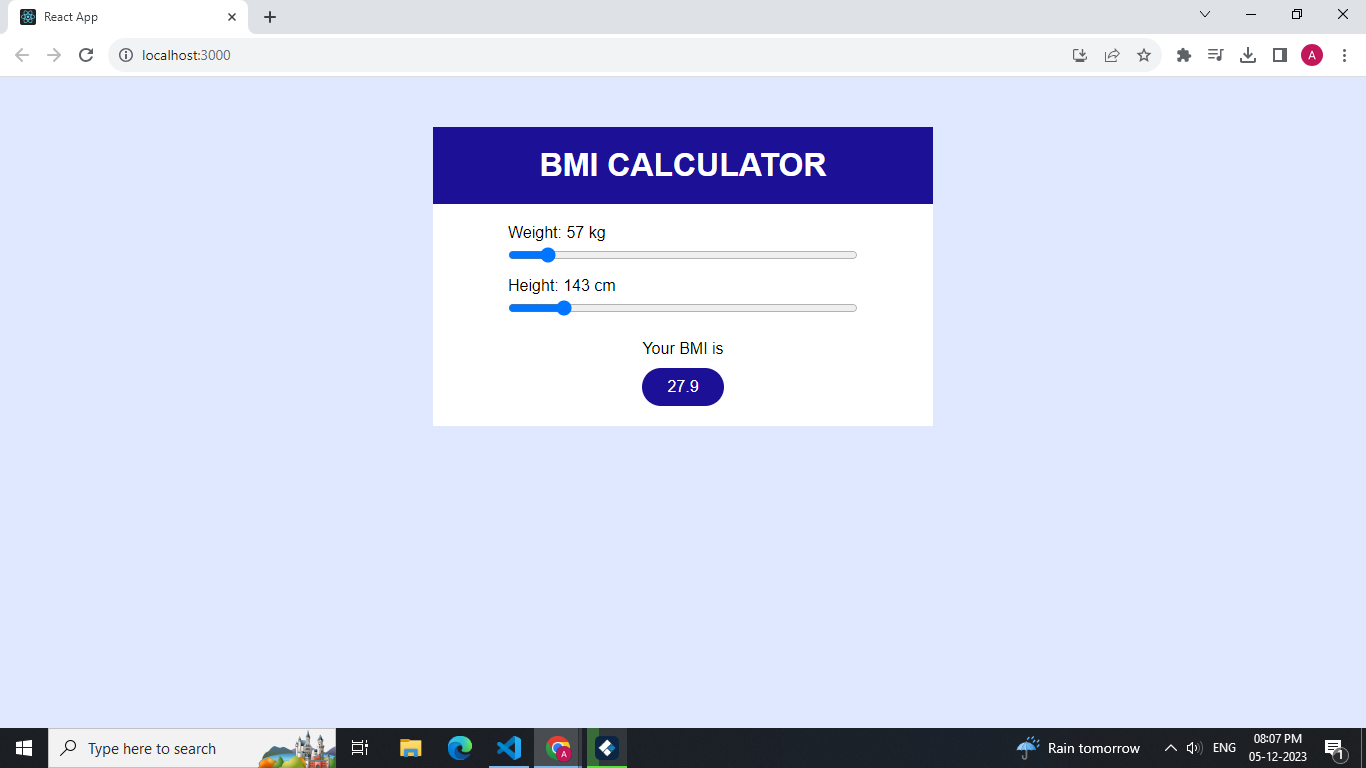 React App
localhost:3000
A
BMI CALCULATOR
Weight: 57 kg
Height: 143 cm
Your BMI is
27.9
Type here to search
A
Rain tomorrow
ENG
08:07 PM
05-12-2023
1